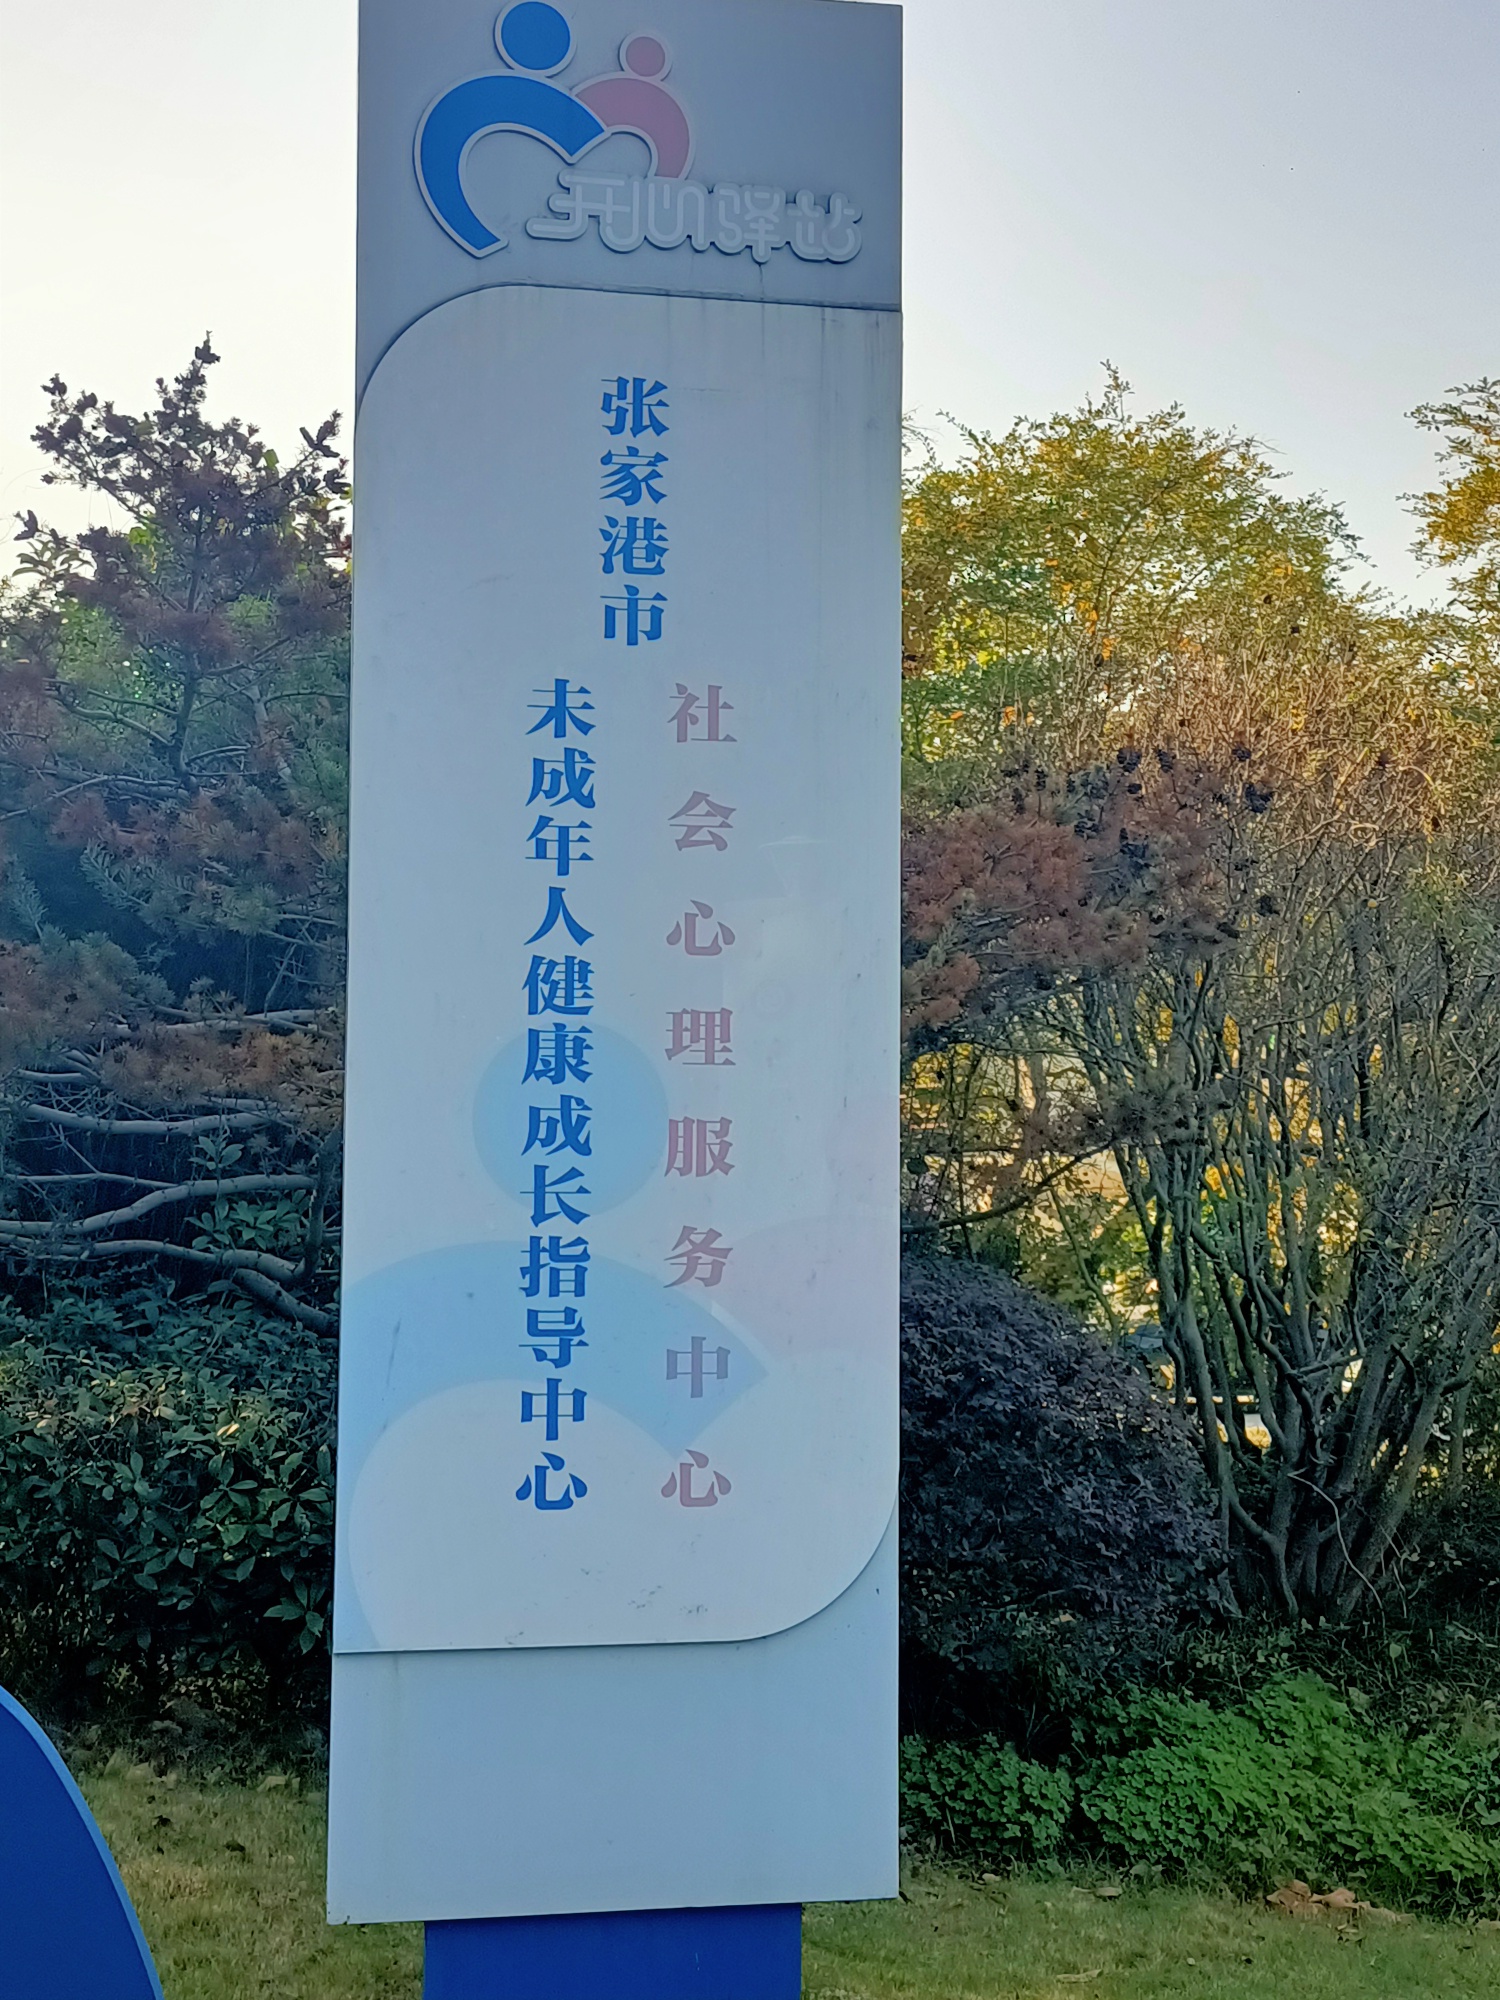 开心驿站
张家港市
社会心理服务中心
未成年人健康成长指导中心